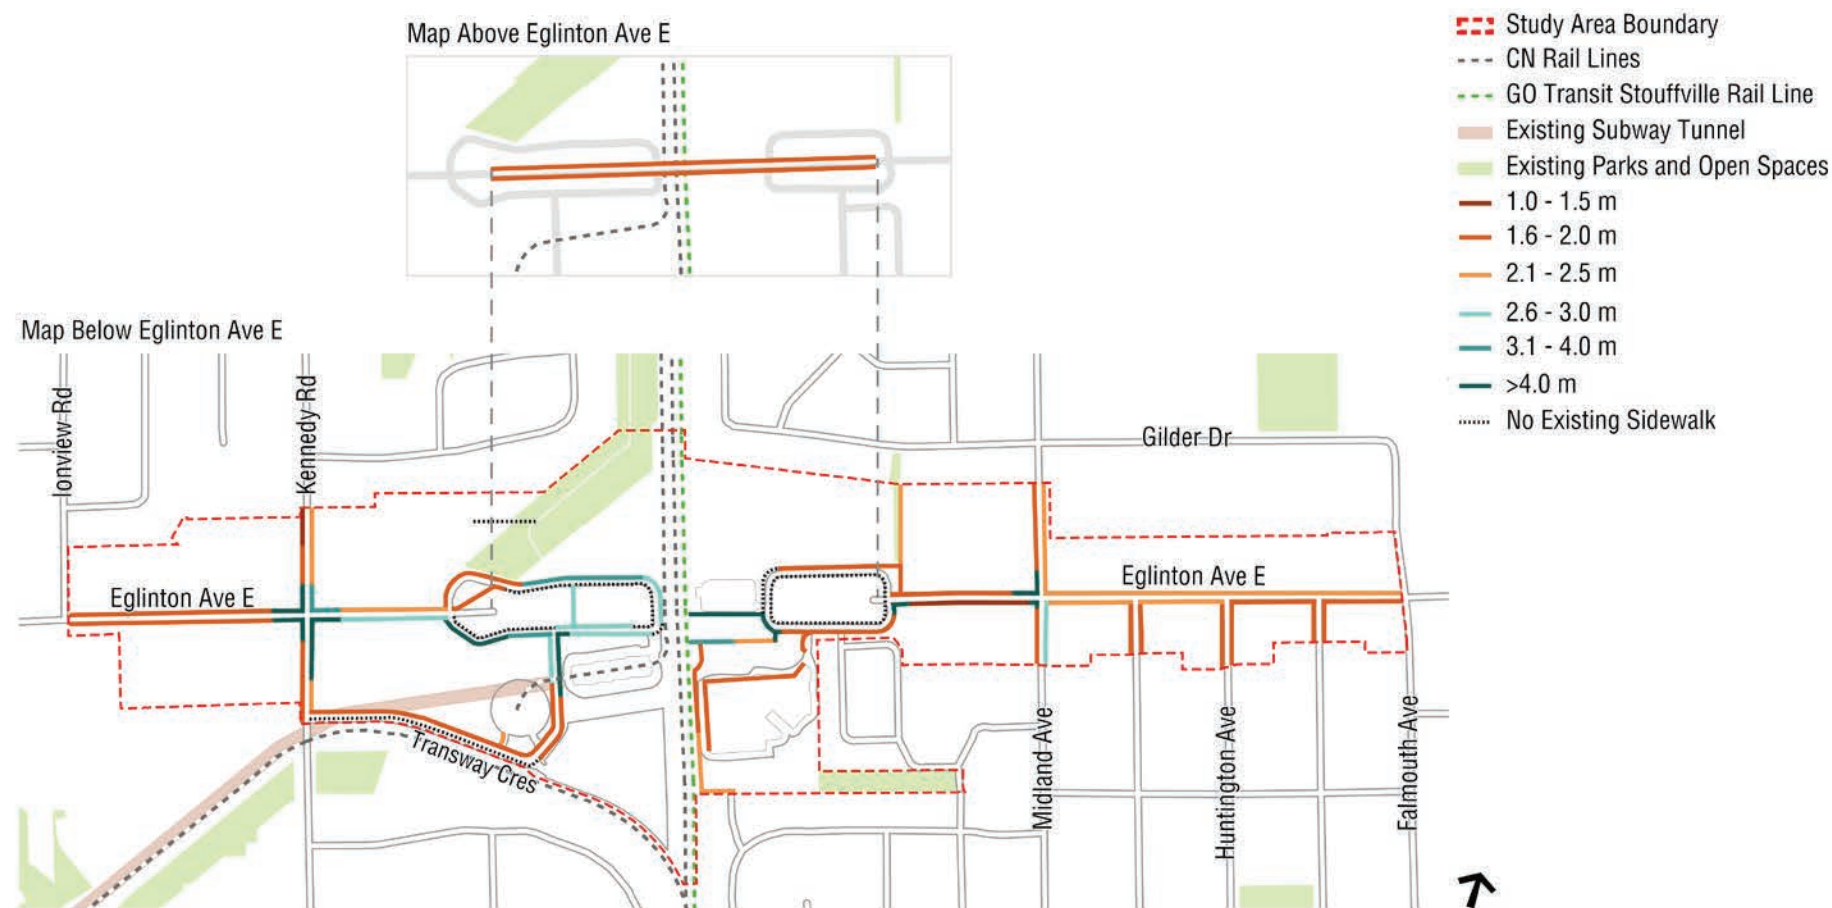 Map Above Eglinton Ave E
Study Area Boundary
CN Rail Lines
GO Transit Stouffville Rail Line
Existing Subway Tunnel
Existing Parks and Open Spaces
1.0 - 1.5 m
1.6 - 2.0 m
2.1 - 2.5 m
2.6 - 3.0 m
3.1 - 4.0 m
>4.0 m
No Existing Sidewalk
Map Below Eglinton Ave E
Ionview Rd
Kennedy Rd
Gilder Dr
Eglinton Ave E
Eglinton Ave E
Transway Cres
Midland Ave
Huntington Ave
Falmouth Ave